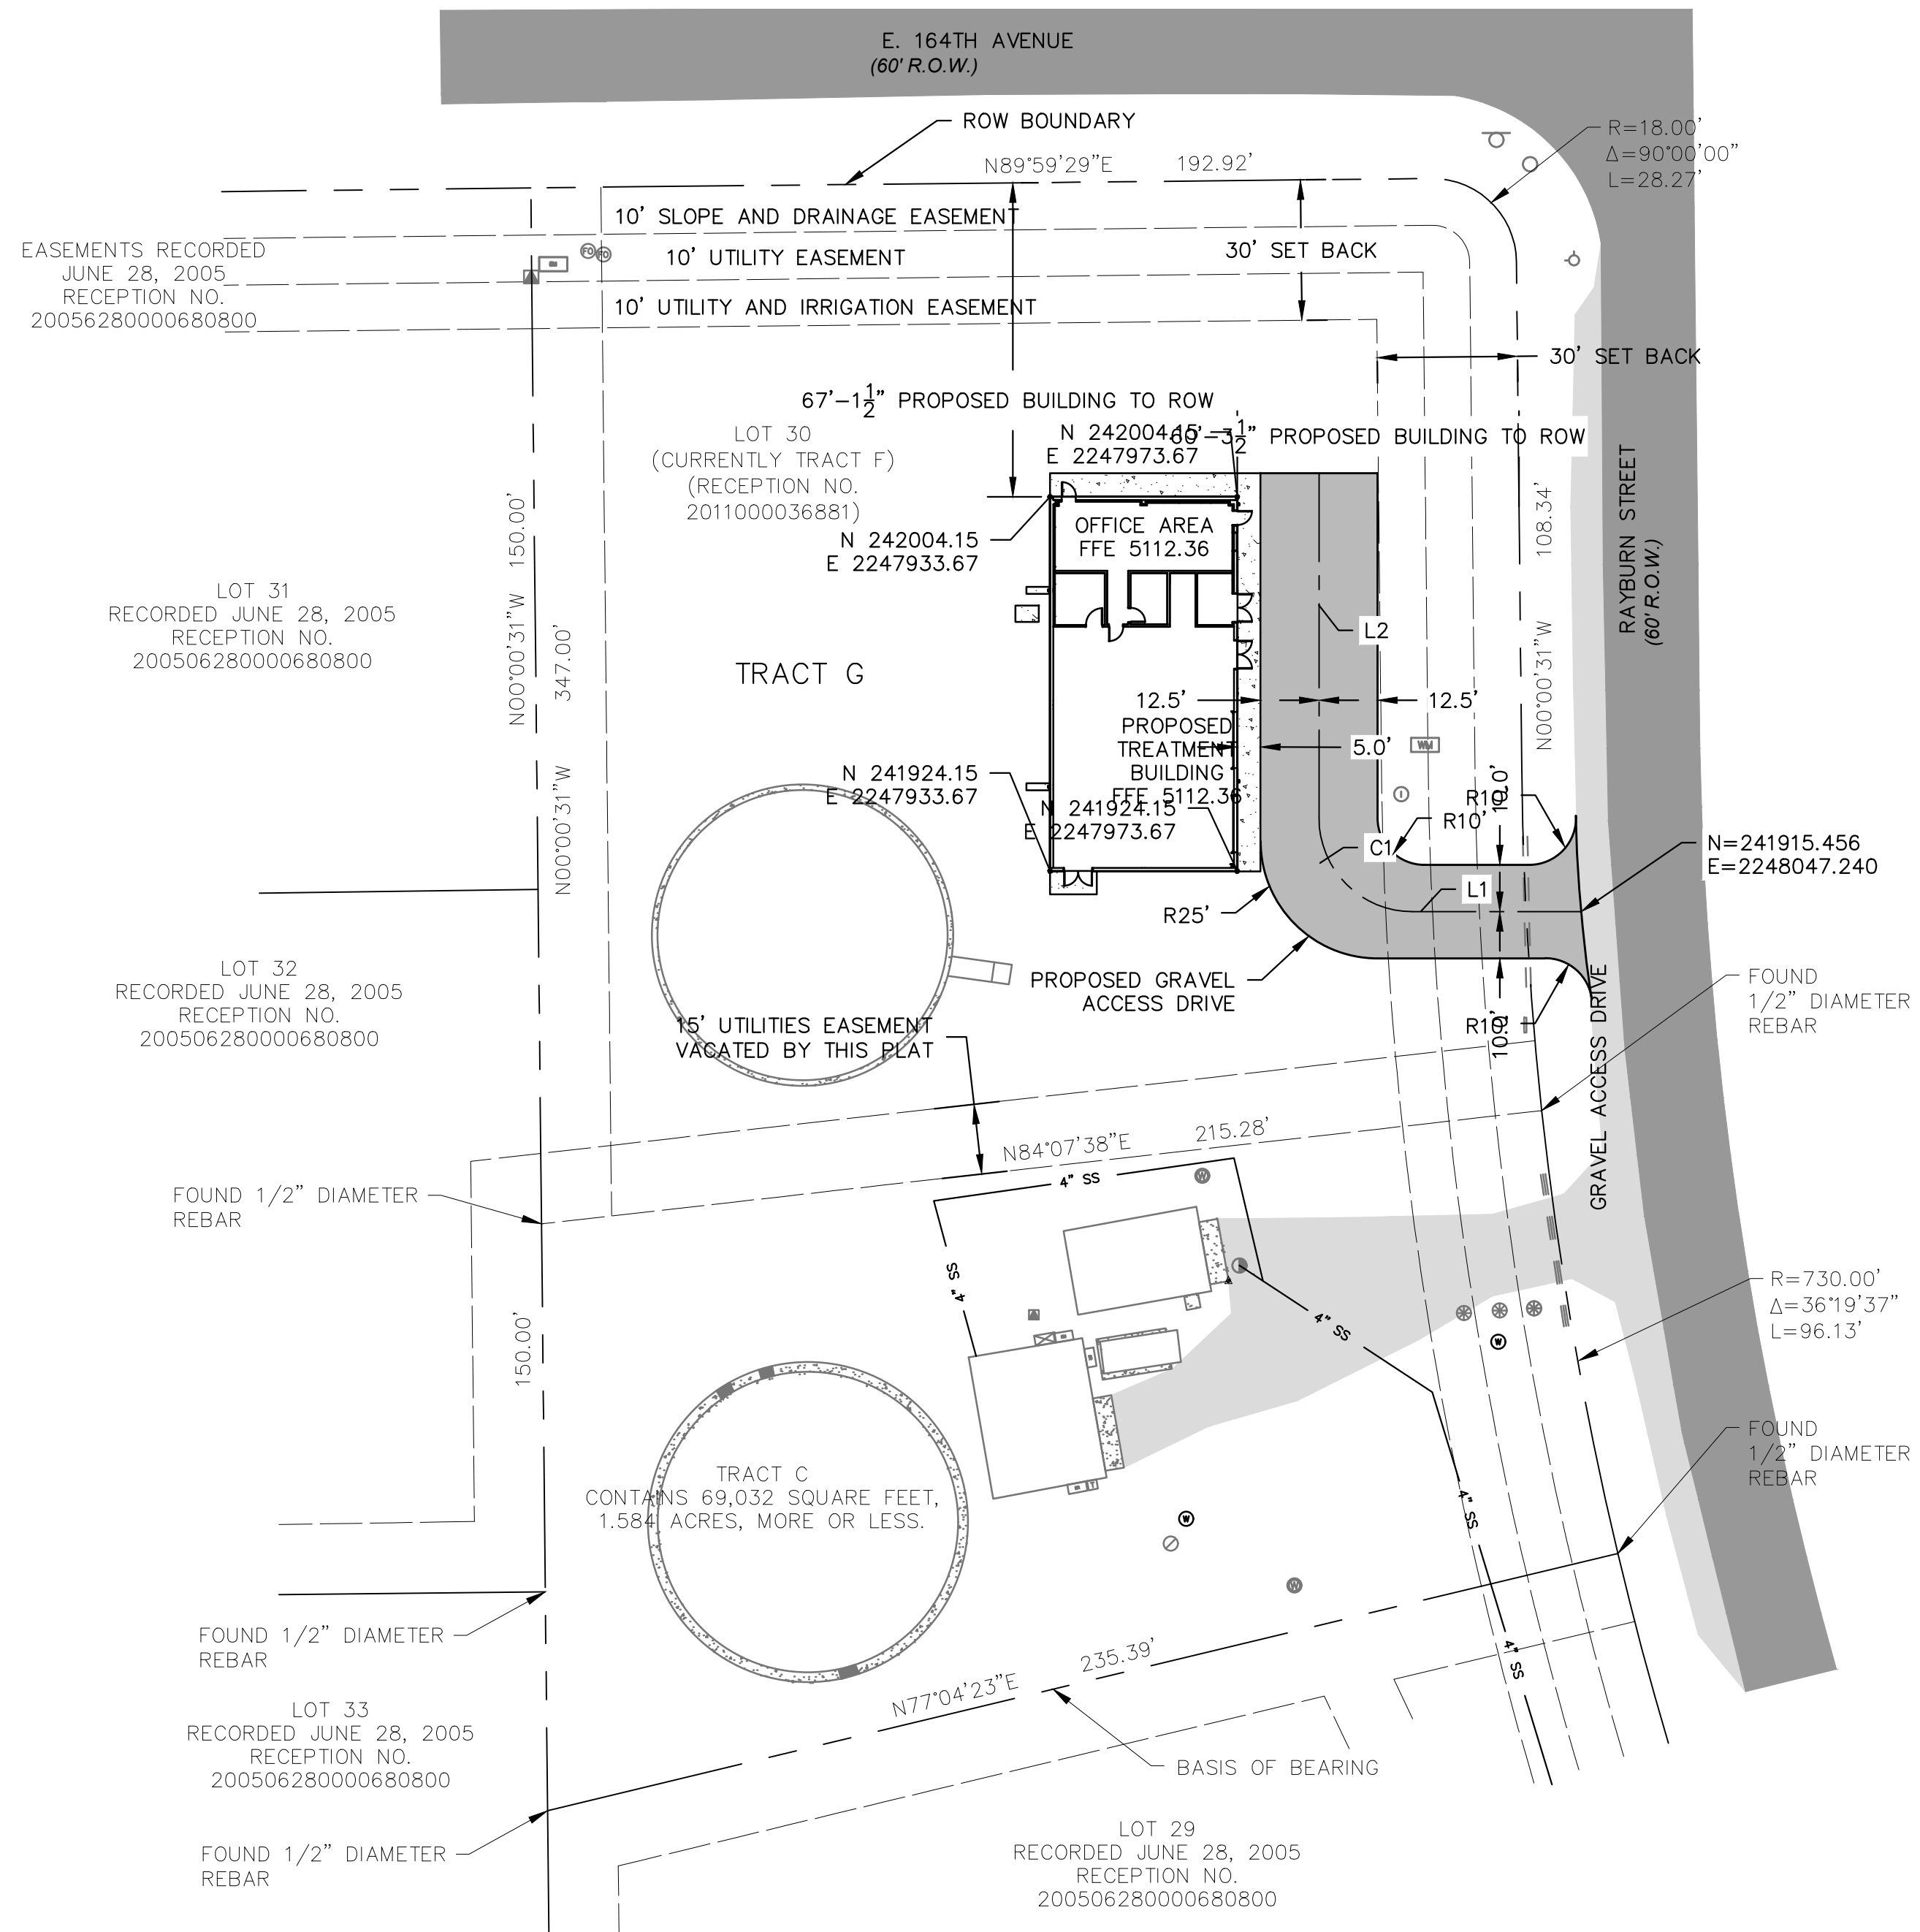 E. 164TH AVENUE
(60' R.O.W.)
ROW BOUNDARY
R=18.00'
Δ=90°00'00"
L=28.27'
N89°59'29"E 192.92'
10' SLOPE AND DRAINAGE EASEMENT
EASEMENTS RECORDED
JUNE 28, 2005
RECEPTION NO.
20056280000680800
FO
FO
EM
10' UTILITY EASEMENT
30' SET BACK
10' UTILITY AND IRRIGATION EASEMENT
30' SET BACK
67'-1 1/2" PROPOSED BUILDING TO ROW
LOT 30
(CURRENTLY TRACT F)
(RECEPTION NO.
2011000036881)
N 242004.15
E 2247973.67
60'-3 1/2" PROPOSED BUILDING TO ROW
N 242004.15
E 2247933.67
OFFICE AREA
FFE 5112.36
N00°00'31"W 150.00'
N00°00'31"W 347.00'
108.34'
N00°00'31"W
RAYBURN STREET
(60' R.O.W.)
LOT 31
RECORDED JUNE 28, 2005
RECEPTION NO.
200506280000680800
TRACT G
L2
12.5'
12.5'
PROPOSED
TREATMENT
BUILDING
FFE 5112.36
5.0'
WM
N 241924.15
E 2247933.67
N 241924.15
E 2247973.67
R10'
10.0'
R10'
C1
N=241915.456
E=2248047.240
L1
R25'
PROPOSED GRAVEL
ACCESS DRIVE
R10'
10.0'
GRAVEL ACCESS DRIVE
FOUND
1/2" DIAMETER
REBAR
LOT 32
RECORDED JUNE 28, 2005
RECEPTION NO.
200506280000680800
15' UTILITIES EASEMENT
VACATED BY THIS PLAT
N84°07'38"E 215.28'
4" SS
W
FOUND 1/2" DIAMETER
REBAR
4" SS
4" SS
W
R=730.00'
Δ=36°19'37"
L=96.13'
150.00'
FOUND
1/2" DIAMETER
REBAR
TRACT C
CONTAINS 69,032 SQUARE FEET,
1.584 ACRES, MORE OR LESS.
4" SS
W
W
FOUND 1/2" DIAMETER
REBAR
4" SS
N77°04'23"E 235.39'
LOT 33
RECORDED JUNE 28, 2005
RECEPTION NO.
200506280000680800
BASIS OF BEARING
FOUND 1/2" DIAMETER
REBAR
LOT 29
RECORDED JUNE 28, 2005
RECEPTION NO.
200506280000680800